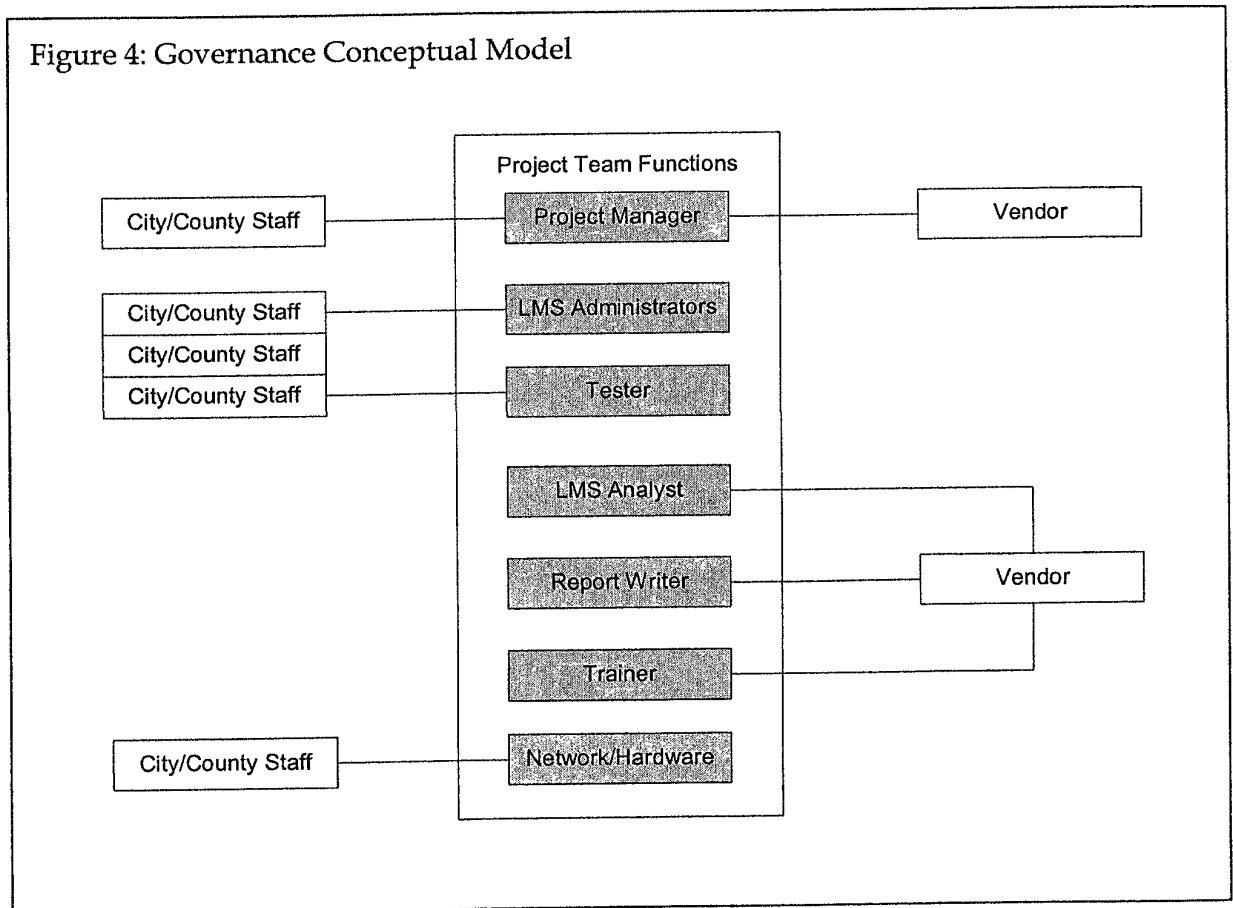 Figure 4: Governance Conceptual Model
Project Team Functions
City/County Staff
Project Manager
Vendor
City/County Staff
LMS Administrators
City/County Staff
City/County Staff
Tester
LMS Analyst
Report Writer
Vendor
Trainer
City/County Staff
Network/Hardware